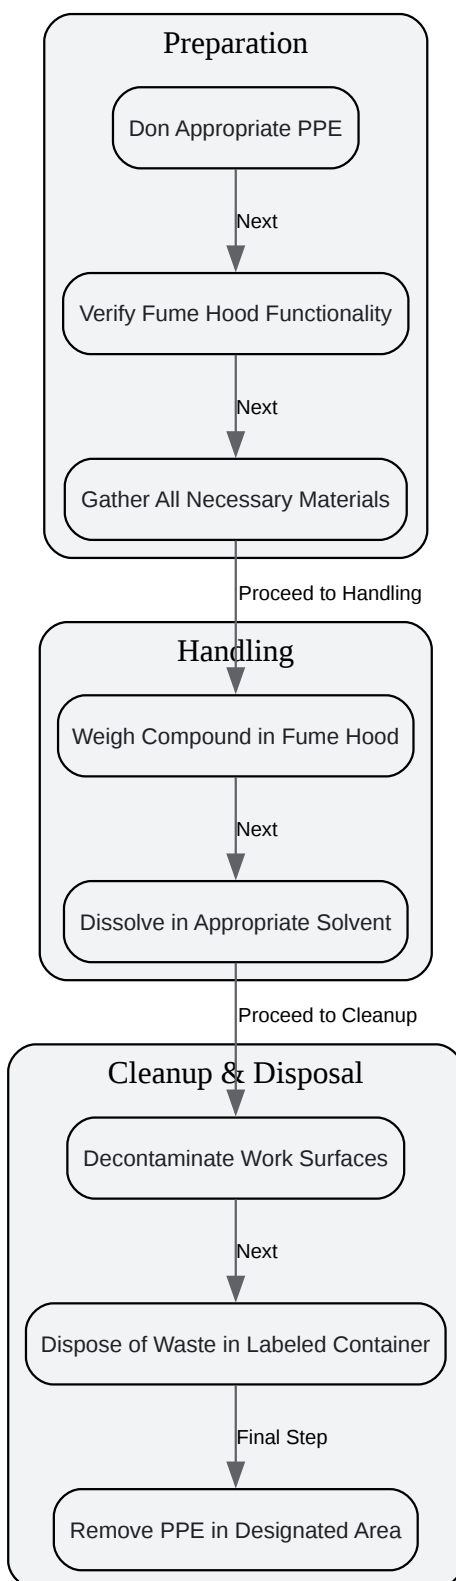 Preparation
Don Appropriate PPE
Next
Verify Fume Hood Functionality
Next
Gather All Necessary Materials
Proceed to Handling
Handling
Weigh Compound in Fume Hood
Next
Dissolve in Appropriate Solvent
Proceed to Cleanup
Cleanup & Disposal
Decontaminate Work Surfaces
Next
Dispose of Waste in Labeled Container
Final Step
Remove PPE in Designated Area